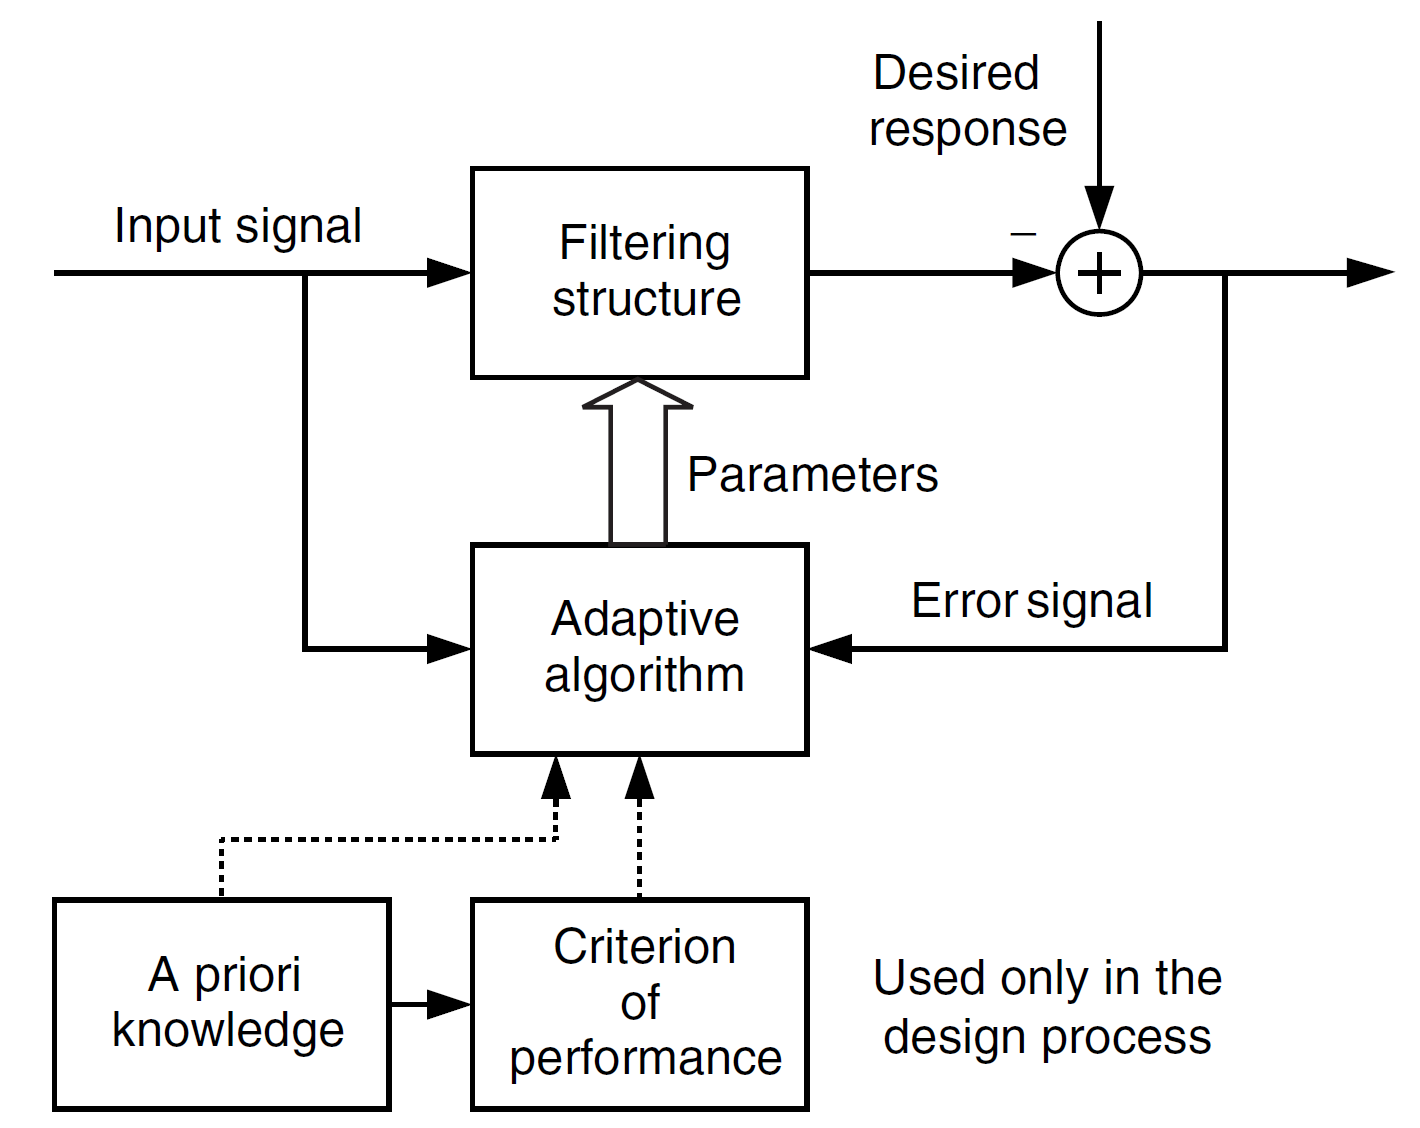 Desired
response
Input signal
Filtering
structure
−
+
Parameters
Adaptive
algorithm
Error signal
A priori
knowledge
Criterion
of
performance
Used only in the
design process